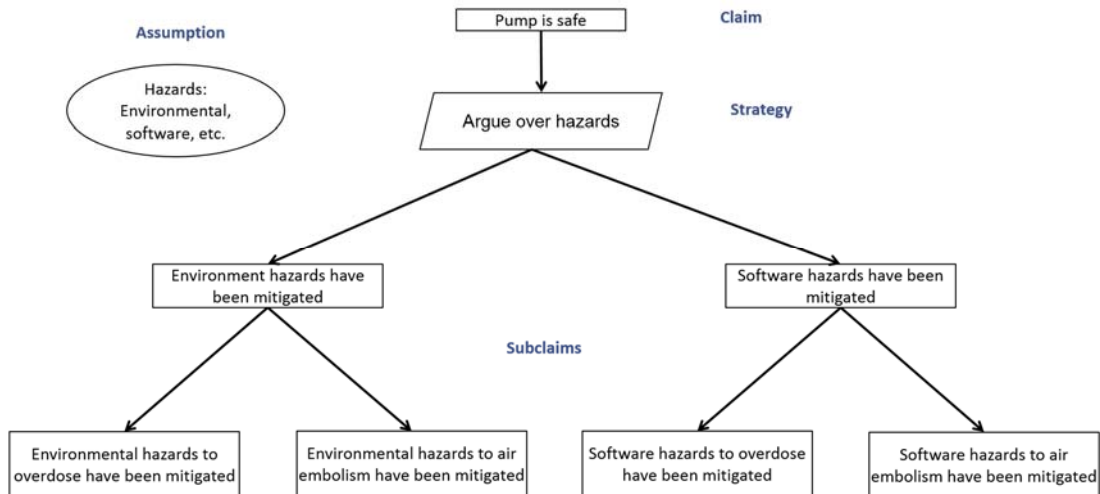 Pump is safe
Claim
Assumption
Hazards:
Environmental,
software, etc.
Argue over hazards
Strategy
Environment hazards have
been mitigated
Software hazards have been
mitigated
Subclaims
Environmental hazards to
overdose have been mitigated
Environmental hazards to air
embolism have been mitigated
Software hazards to overdose
have been mitigated
Software hazards to air
embolism have been mitigated